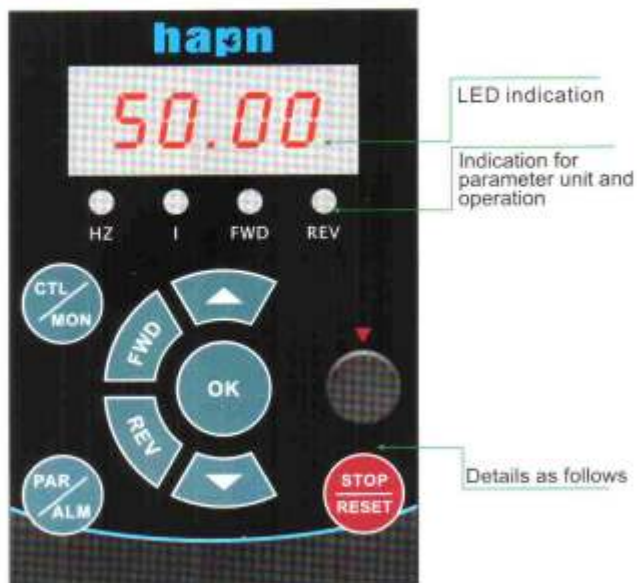 hapn
50.00
LED indication
Indication for
parameter unit and
operation
HZ I FWD REV
CTL
MON
FWD
OK
REV
PAR
ALM
STOP
RESET
Details as follows